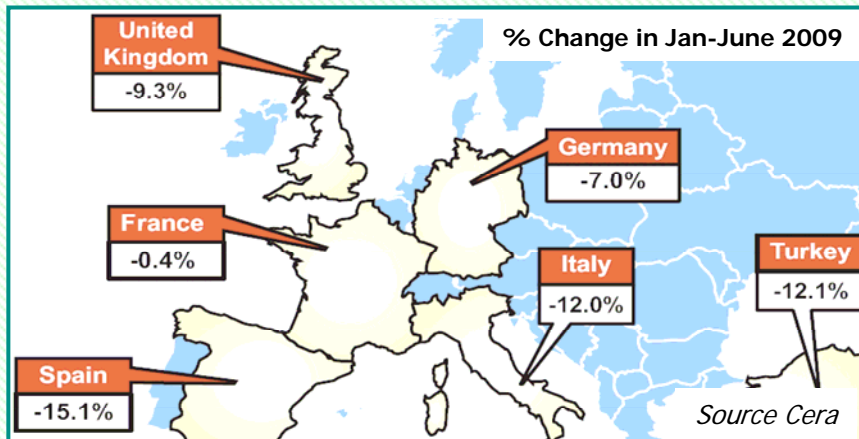 % Change in Jan-June 2009
United
Kingdom
-9.3%
Germany
-7.0%
France
-0.4%
Italy
-12.0%
Turkey
-12.1%
Spain
-15.1%
Source Cera